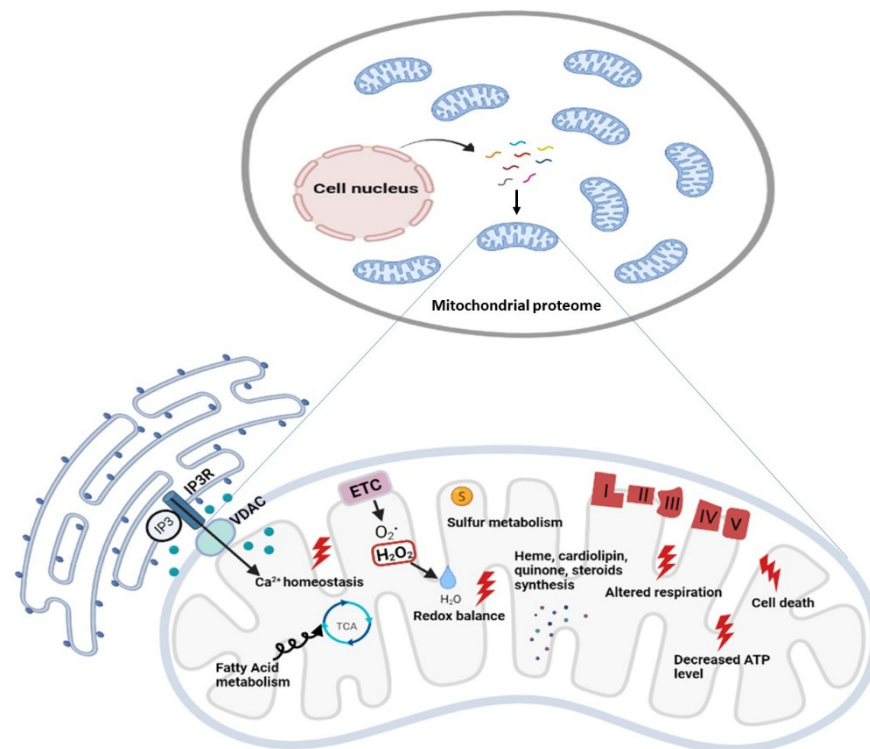 Cell nucleus
Mitochondrial proteome
IP3R
IP3
VDAC
Ca²⁺ homeostasis
TCA
Fatty Acid
metabolism
ETC
O₂·
H₂O₂
H₂O
Redox balance
S
Sulfur metabolism
Heme, cardiolipin,
quinone, steroids
synthesis
I
II
III
IV
V
Altered respiration
Cell death
Decreased ATP
level